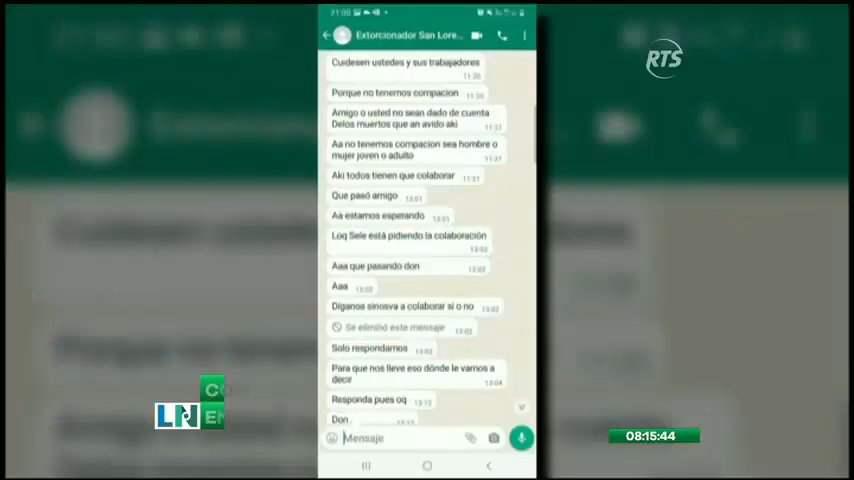 21:00
Extorcionador San Lore...
RTS
Cuidesen ustedes y sus trabajadores
11:20
Porque no tenemos compacion
Amigo o usted no sean dado de cuenta
Delos muertos que an avido aki
11:21
Aa no tenemos compacion sea hombre o
mujer joven o adulto
11:21
Aki todos tienen que colaborar 11:21
Que pasó amigo 13:01
Aa estamos esperando 13:01
Loq Sele está pidiendo la colaboración
13:02
Aaa que pasando don 13:02
Aaa 13:02
Díganos sinosva a colaborar si o no 13:02
Se eliminó este mensaje 13:02
Solo respondamos 13:03
Para que nos lleve eso dónde le vamos a
decir
13:04
Responda pues oq 13:12
Don
Mensaje
LN
EN
08:15:44